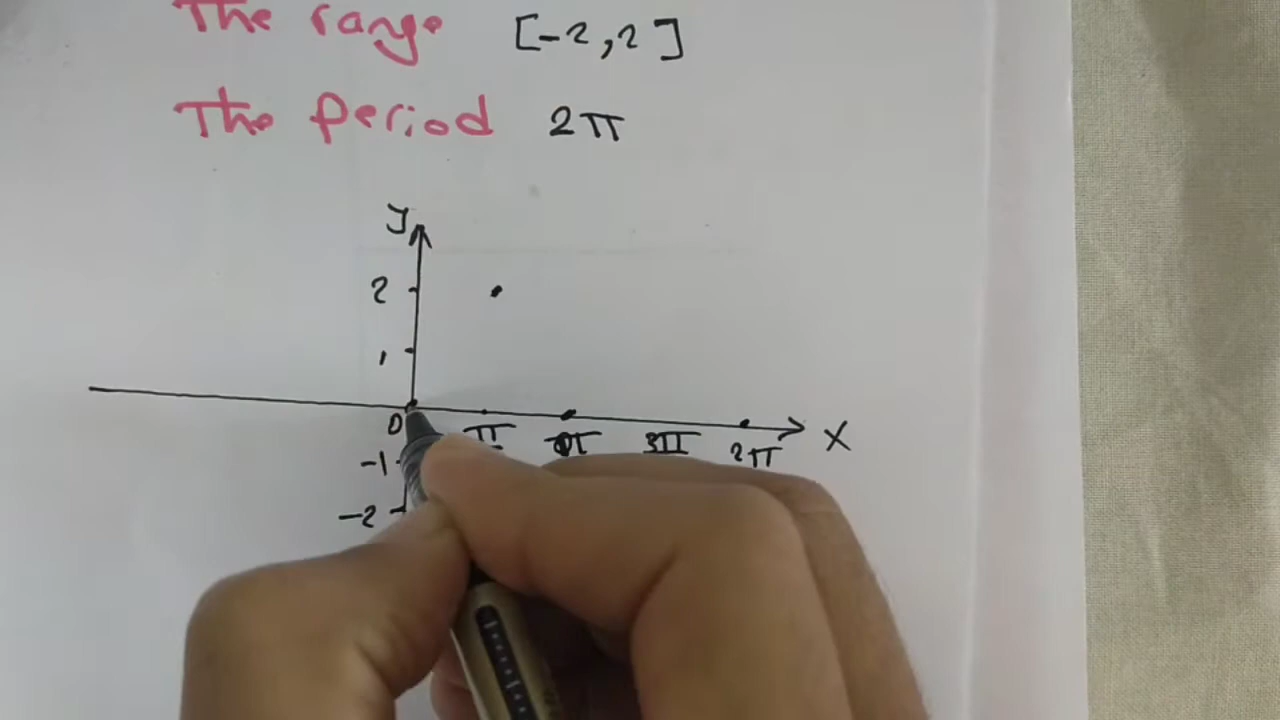 The range [-2,2]
The period 2π
y
2
1
0 π π 3π 2π x
-1
-2